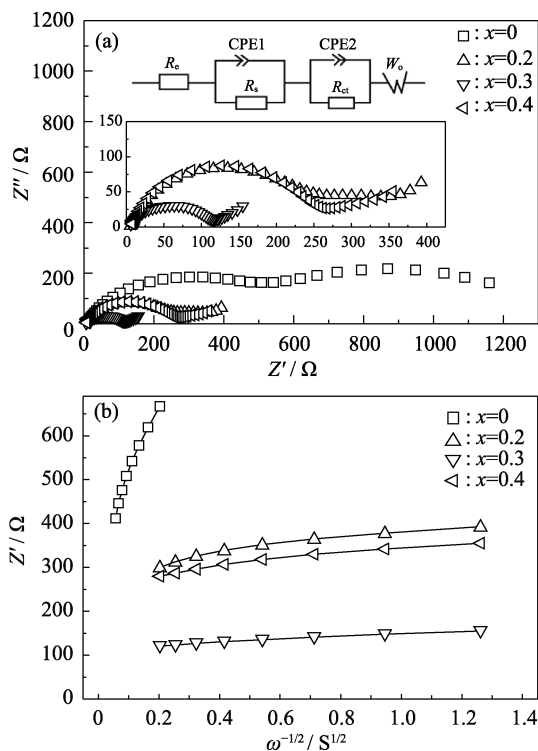 (a)
□: x=0
△: x=0.2
▽: x=0.3
◁: x=0.4
CPE1
CPE2
Re
Rs
Rct
Wo
1200
1000
800
600
400
200
0
Z''/ Ω
100
50
0
0 50 100 150 200 250 300 350 400
0 200 400 600 800 1000 1200
Z'/ Ω
(b)
□: x=0
△: x=0.2
▽: x=0.3
◁: x=0.4
600
500
400
300
200
100
0
Z'/ Ω
0 0.2 0.4 0.6 0.8 1.0 1.2 1.4
ω−1/2/ S1/2